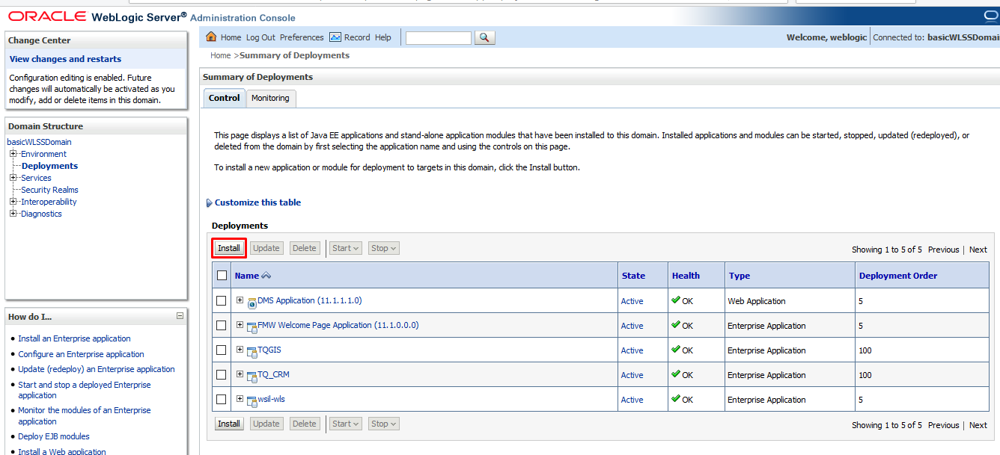 ORACLE WebLogic Server® Administration Console
Change Center
View changes and restarts
Configuration editing is enabled. Future
changes will automatically be activated as you
modify, add or delete items in this domain.
Domain Structure
basicWLSSDomain
Environment
Deployments
Services
Security Realms
Interoperability
Diagnostics
How do I...
Install an Enterprise application
Configure an Enterprise application
Update (redeploy) an Enterprise application
Start and stop a deployed Enterprise
application
Monitor the modules of an Enterprise
application
Deploy EJB modules
Install a Web application
Home Log Out Preferences Record Help
Welcome, weblogic Connected to: basicWLSSDomai
Home >Summary of Deployments
Summary of Deployments
Control Monitoring
This page displays a list of Java EE applications and stand-alone application modules that have been installed to this domain. Installed applications and modules can be started, stopped, updated (redeployed), or
deleted from the domain by first selecting the application name and using the controls on this page.
To install a new application or module for deployment to targets in this domain, click the Install button.
Customize this table
Deployments
Install Update Delete Start Stop Showing 1 to 5 of 5 Previous | Next
Name State Health Type Deployment Order
DMS Application (11.1.1.1.0) Active OK Web Application 5
FMW Welcome Page Application (11.1.0.0.0) Active OK Enterprise Application 5
TQGIS Active OK Enterprise Application 100
TQ_CRM Active OK Enterprise Application 100
wsil-wls Active OK Enterprise Application 5
Install Update Delete Start Stop Showing 1 to 5 of 5 Previous | Next